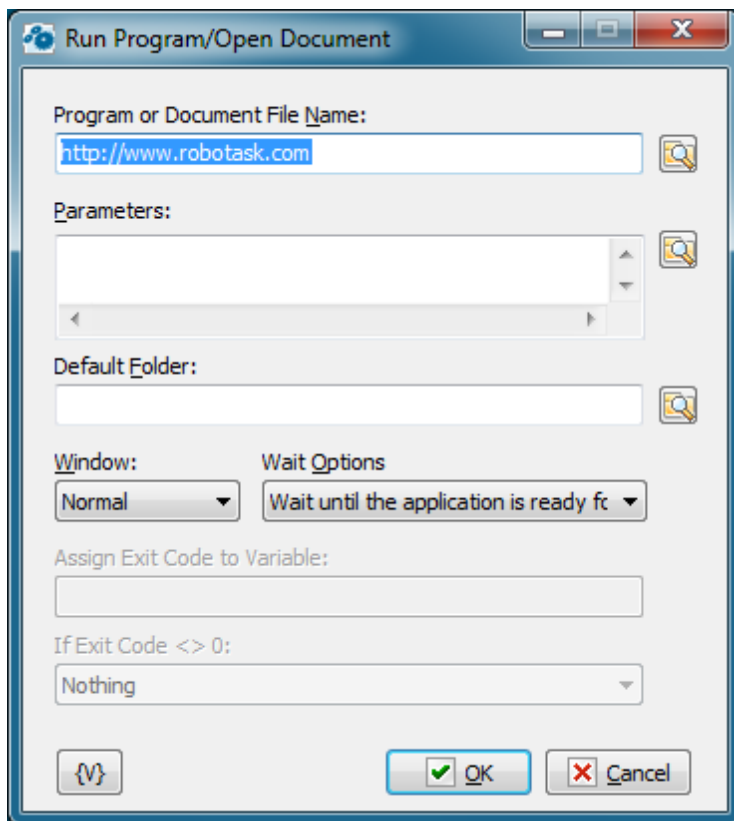 Run Program/Open Document
Program or Document File Name:
http://www.robotask.com
Parameters:
Default Folder:
Window: Wait Options
Normal Wait until the application is ready fo
Assign Exit Code to Variable:
If Exit Code <> 0:
Nothing
{V} OK Cancel